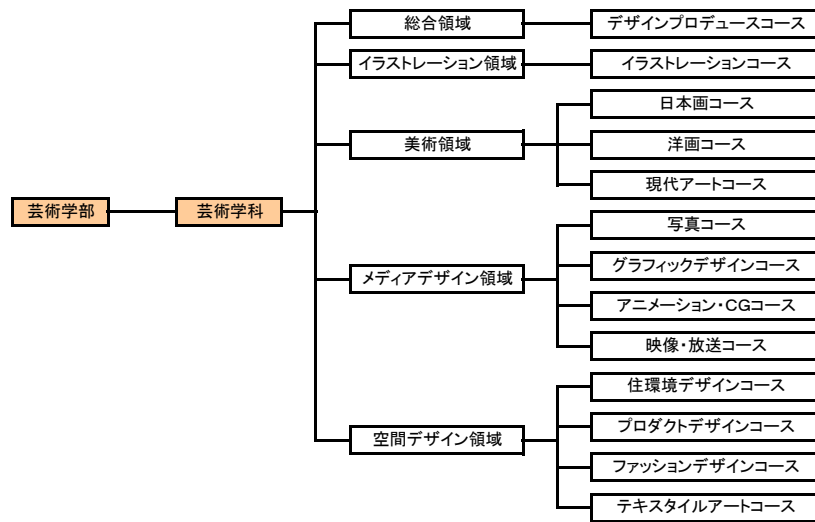 総合領域
デザインプロデュースコース
イラストレーション領域
イラストレーションコース
日本画コース
美術領域
洋画コース
現代アートコース
芸術学部
芸術学科
写真コース
グラフィックデザインコース
メディアデザイン領域
アニメーション・CGコース
映像・放送コース
住環境デザインコース
プロダクトデザインコース
空間デザイン領域
ファッションデザインコース
テキスタイルアートコース